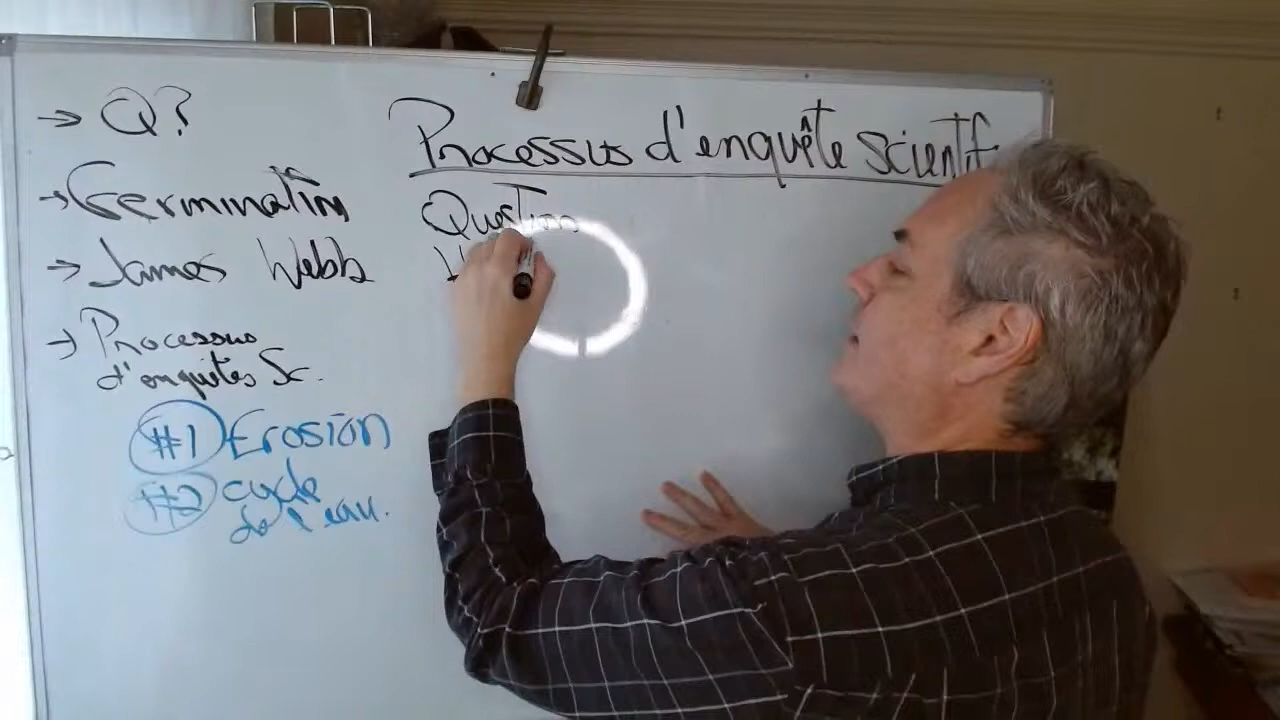 → Q?
→ Germination
→ James Webb
→ Processus
d'enquêtes Sc.
#1 Erosion
#2 cycle
de l'eau.
Processus d'enquête scientif
Question